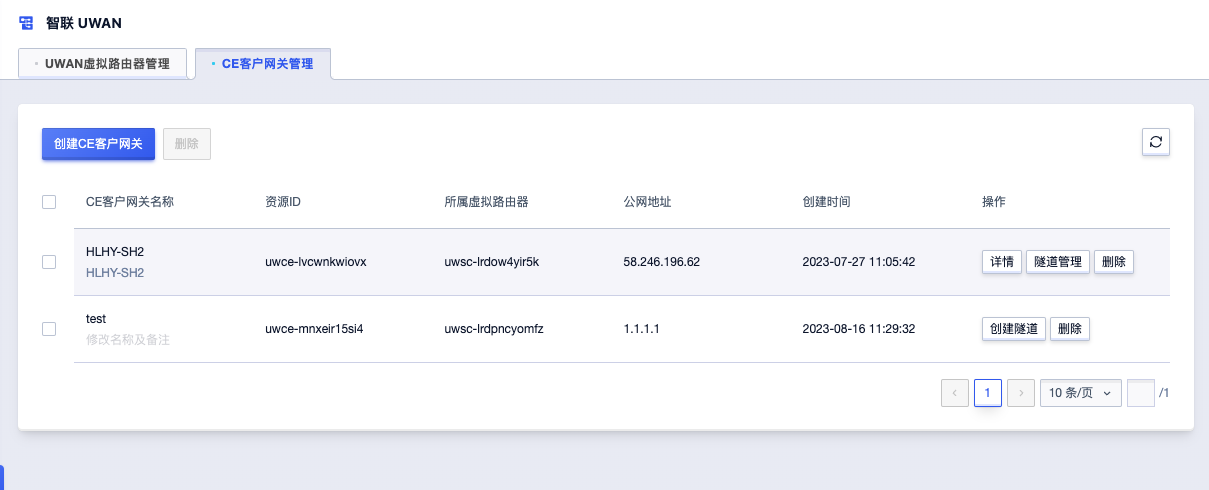 智联 UWAN
UWAN虚拟路由器管理 CE客户网关管理
创建CE客户网关 删除
CE客户网关名称 资源ID 所属虚拟路由器 公网地址 创建时间 操作
HLHY-SH2
HLHY-SH2
uwce-lvcwnkwiovx uwsc-lrdow4yir5k 58.246.196.62 2023-07-27 11:05:42 详情 隧道管理 删除
test
修改名称及备注
uwce-mnxeir15si4 uwsc-lrdpncyomfz 1.1.1.1 2023-08-16 11:29:32 创建隧道 删除
1 10 条/页 /1